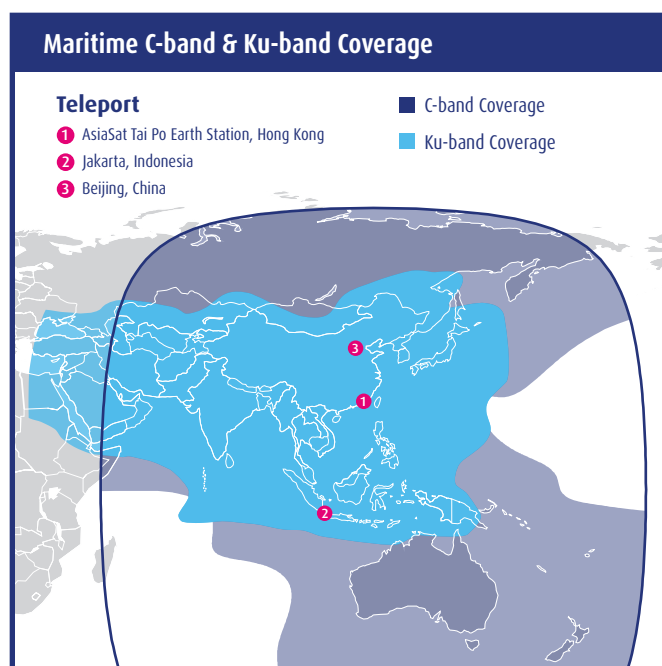 Maritime C-band & Ku-band Coverage
Teleport
1 AsiaSat Tai Po Earth Station, Hong Kong
2 Jakarta, Indonesia
3 Beijing, China
C-band Coverage
Ku-band Coverage
3
1
2